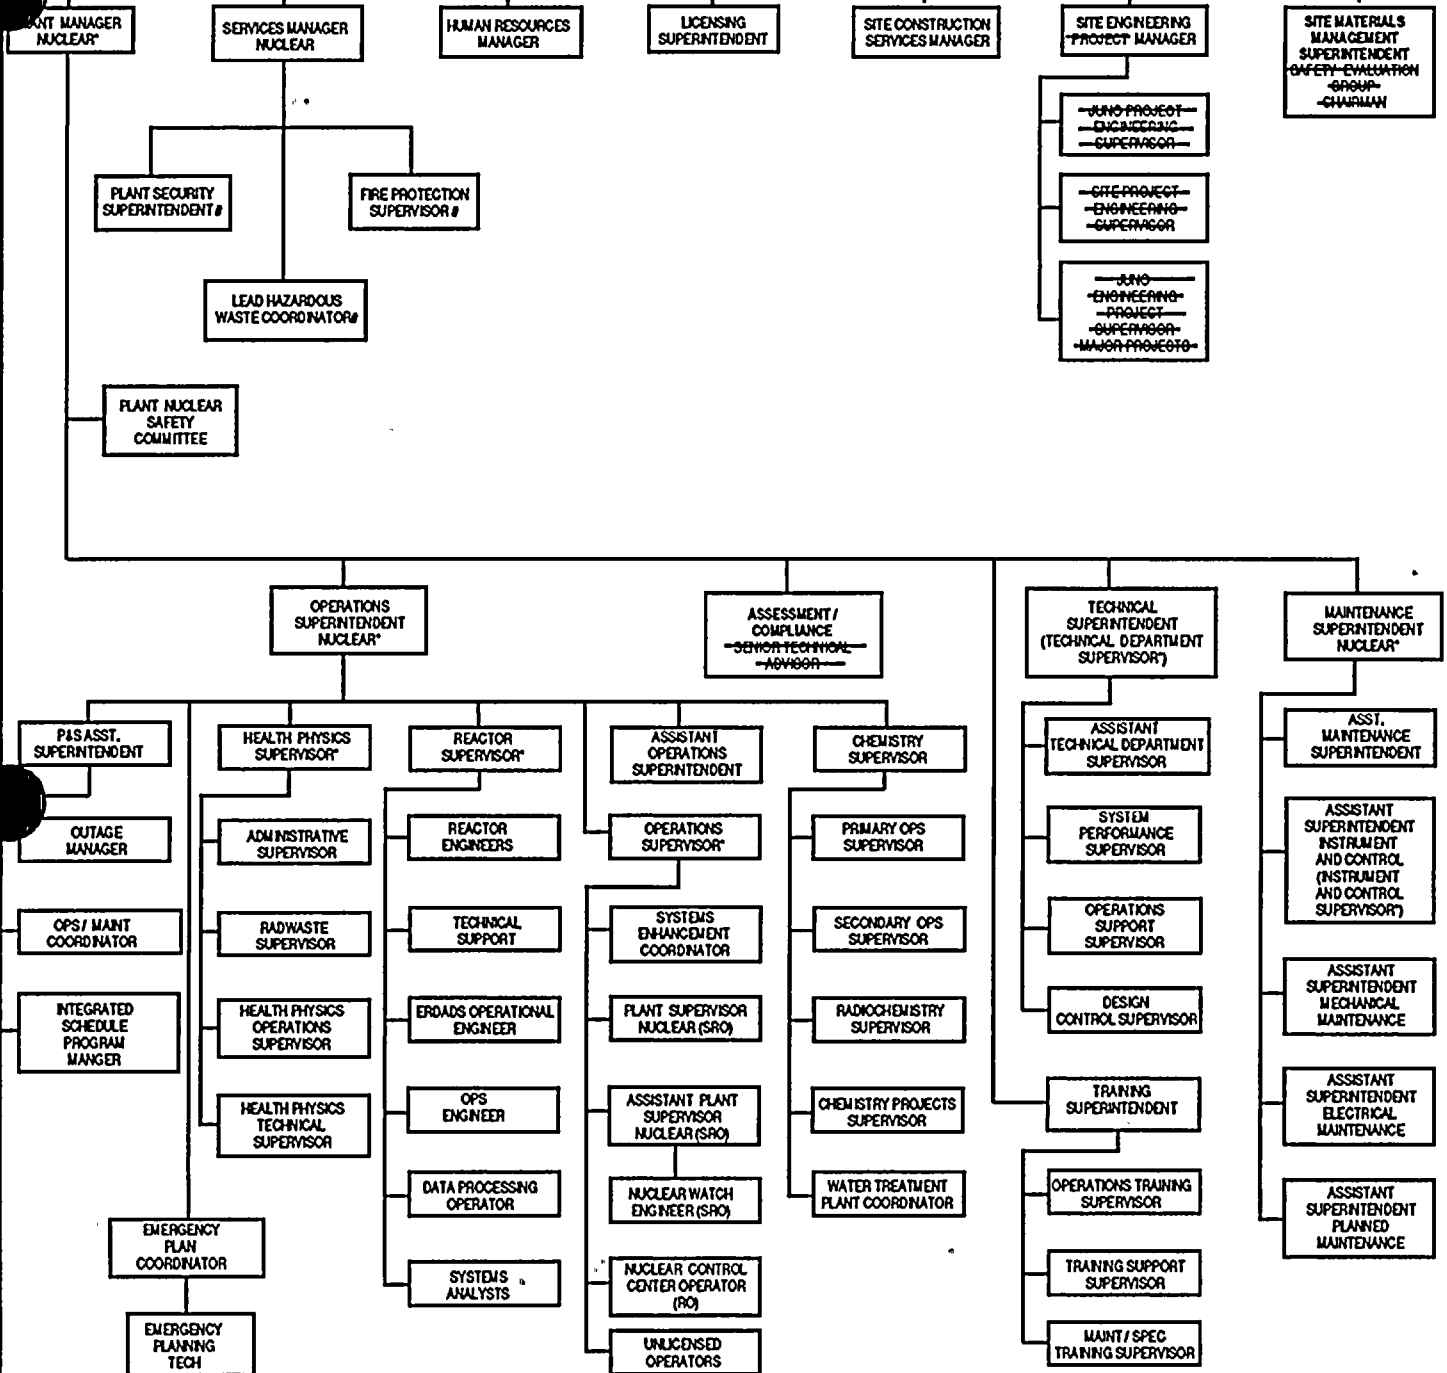 MANAGER
NUCLEAR*
SERVICES MANAGER
NUCLEAR
HUMAN RESOURCES
MANAGER
LICENSING
SUPERINTENDENT
SITE CONSTRUCTION
SERVICES MANAGER
SITE ENGINEERING
PROJECT MANAGER
SITE MATERIALS
MANAGEMENT
SUPERINTENDENT
SAFETY EVALUATION
GROUP
CHAIRMAN
JUNO PROJECT
ENGINEERING
SUPERVISOR
SITE PROJECT
ENGINEERING
SUPERVISOR
JUNO
ENGINEERING
PROJECT
SUPERVISOR
MAJOR PROJECTS
PLANT SECURITY
SUPERINTENDENT #
FIRE PROTECTION
SUPERVISOR #
LEAD HAZARDOUS
WASTE COORDINATOR#
PLANT NUCLEAR
SAFETY
COMMITTEE
OPERATIONS
SUPERINTENDENT
NUCLEAR*
ASSESSMENT /
COMPLIANCE
SENIOR TECHNICAL
ADVISOR
TECHNICAL
SUPERINTENDENT
(TECHNICAL DEPARTMENT
SUPERVISOR*)
MAINTENANCE
SUPERINTENDENT
NUCLEAR*
P&S ASST.
SUPERINTENDENT
OUTAGE
MANAGER
OPS / MAINT
COORDINATOR
INTEGRATED
SCHEDULE
PROGRAM
MANGER
EMERGENCY
PLAN
COORDINATOR
EMERGENCY
PLANNING
TECH
HEALTH PHYSICS
SUPERVISOR*
ADMINISTRATIVE
SUPERVISOR
RADWASTE
SUPERVISOR
HEALTH PHYSICS
OPERATIONS
SUPERVISOR
HEALTH PHYSICS
TECHNICAL
SUPERVISOR
REACTOR
SUPERVISOR*
REACTOR
ENGINEERS
TECHNICAL
SUPPORT
ERDADS OPERATIONAL
ENGINEER
OPS
ENGINEER
DATA PROCESSING
OPERATOR
SYSTEMS
ANALYSTS
ASSISTANT
OPERATIONS
SUPERINTENDENT
OPERATIONS
SUPERVISOR*
SYSTEMS
ENHANCEMENT
COORDINATOR
PLANT SUPERVISOR
NUCLEAR (SRO)
ASSISTANT PLANT
SUPERVISOR
NUCLEAR (SRO)
NUCLEAR WATCH
ENGINEER (SRO)
NUCLEAR CONTROL
CENTER OPERATOR
(RO)
UNLICENSED
OPERATORS
CHEMISTRY
SUPERVISOR
PRIMARY OPS
SUPERVISOR
SECONDARY OPS
SUPERVISOR
RADIOCHEMISTRY
SUPERVISOR
CHEMISTRY PROJECTS
SUPERVISOR
WATER TREATMENT
PLANT COORDINATOR
ASSISTANT
TECHNICAL DEPARTMENT
SUPERVISOR
SYSTEM
PERFORMANCE
SUPERVISOR
OPERATIONS
SUPPORT
SUPERVISOR
DESIGN
CONTROL SUPERVISOR
TRAINING
SUPERINTENDENT
OPERATIONS TRAINING
SUPERVISOR
TRAINING SUPPORT
SUPERVISOR
MAINT / SPEC
TRAINING SUPERVISOR
ASST.
MAINTENANCE
SUPERINTENDENT
ASSISTANT
SUPERINTENDENT
INSTRUMENT
AND CONTROL
(INSTRUMENT
AND CONTROL
SUPERVISOR*)
ASSISTANT
SUPERINTENDENT
MECHANICAL
MAINTENANCE
ASSISTANT
SUPERINTENDENT
ELECTRICAL
MAINTENANCE
ASSISTANT
SUPERINTENDENT
PLANNED
MAINTENANCE